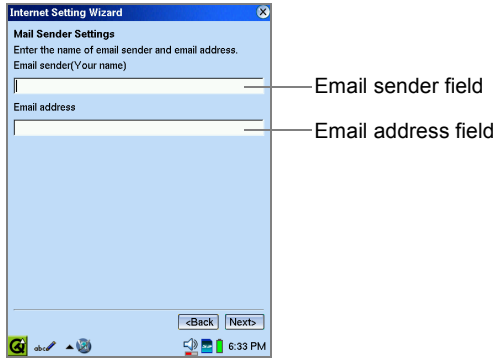 Internet Setting Wizard
Mail Sender Settings
Enter the name of email sender and email address.
Email sender(Your name)
Email sender field
Email address
Email address field
<Back Next>
abc 6:33 PM